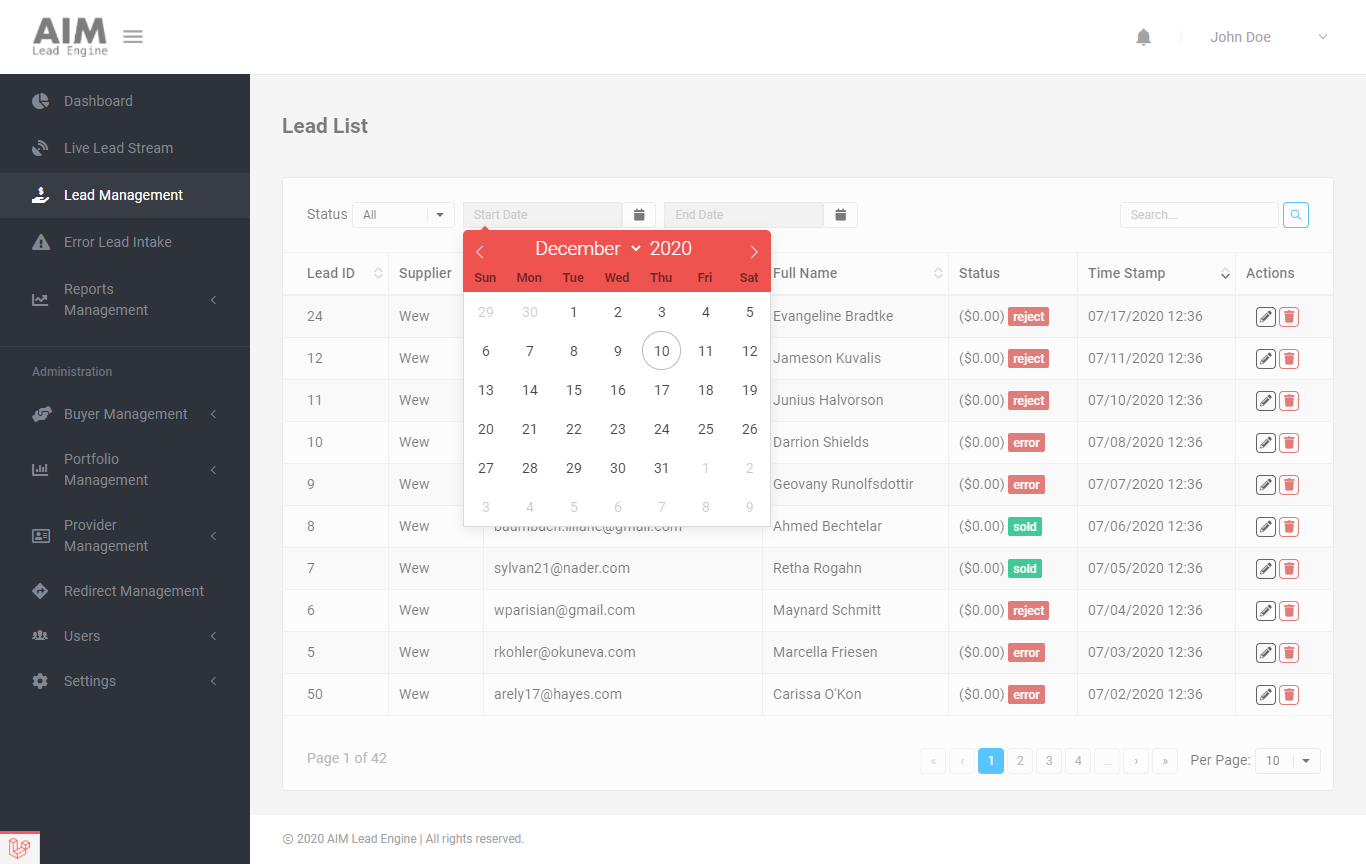 AIM
Lead Engine
John Doe
Dashboard
Live Lead Stream
Lead Management
Error Lead Intake
Reports
Management
Administration
Buyer Management
Portfolio
Management
Provider
Management
Redirect Management
Users
Settings
Lead List
Status All Start Date End Date Search...
December 2020
Sun Mon Tue Wed Thu Fri Sat
29 30 1 2 3 4 5
6 7 8 9 10 11 12
13 14 15 16 17 18 19
20 21 22 23 24 25 26
27 28 29 30 31 1 2
3 4 5 6 7 8 9
Lead ID Supplier Full Name Status Time Stamp Actions
24 Wew Evangeline Bradtke ($0.00) reject 07/17/2020 12:36
12 Wew Jameson Kuvalis ($0.00) reject 07/11/2020 12:36
11 Wew Junius Halvorson ($0.00) reject 07/10/2020 12:36
10 Wew Darrion Shields ($0.00) error 07/08/2020 12:36
9 Wew Geovany Runolfsdottir ($0.00) error 07/07/2020 12:36
8 Wew baumbach.liliane@gmail.com Ahmed Bechtelar ($0.00) sold 07/06/2020 12:36
7 Wew sylvan21@nader.com Retha Rogahn ($0.00) sold 07/05/2020 12:36
6 Wew wparisian@gmail.com Maynard Schmitt ($0.00) reject 07/04/2020 12:36
5 Wew rkohler@okuneva.com Marcella Friesen ($0.00) error 07/03/2020 12:36
50 Wew arely17@hayes.com Carissa O'Kon ($0.00) error 07/02/2020 12:36
Page 1 of 42 « ‹ 1 2 3 4 ... › » Per Page: 10
© 2020 AIM Lead Engine | All rights reserved.